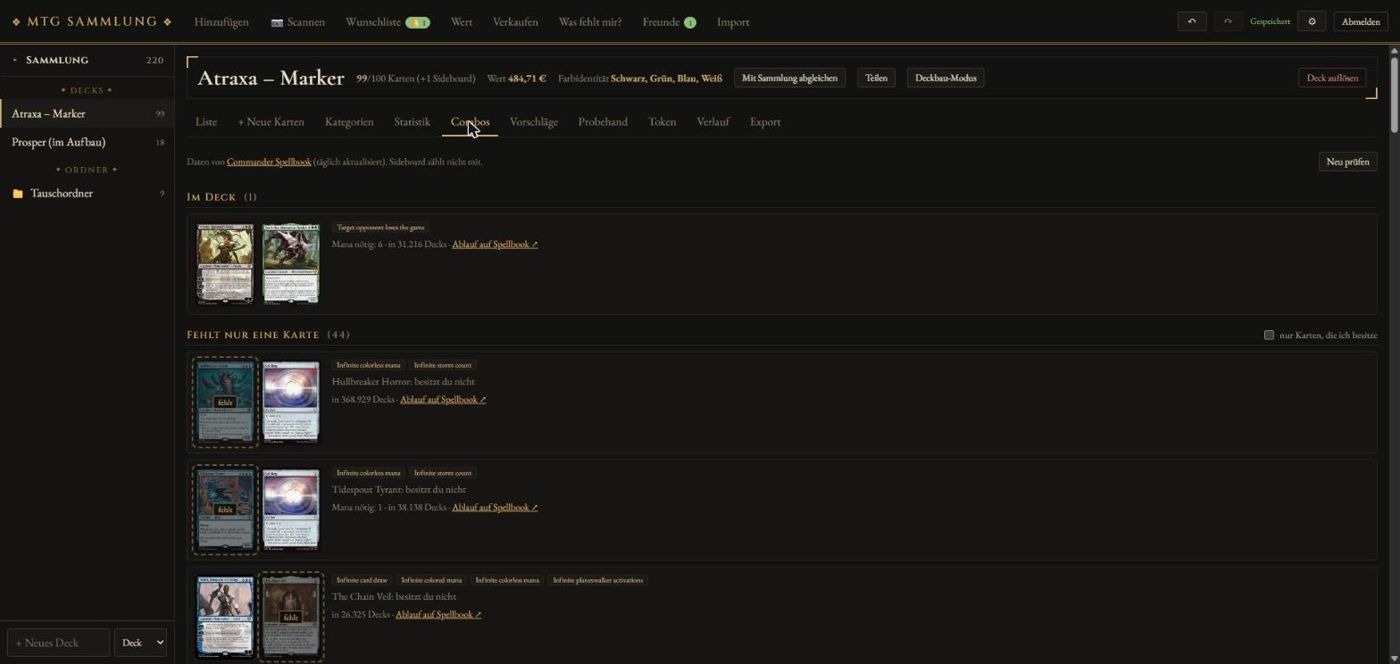 MTG SAMMLUNG
Hinzufügen
Scannen
Wunschliste 1
Wert
Verkaufen
Was fehlt mir?
Freunde 1
Import
Gespeichert
Abmelden
SAMMLUNG 220
DECKS
Atraxa – Marker 99
Prosper (im Aufbau) 18
ORDNER
Tauschordner 9
+ Neues Deck
Deck
Atraxa – Marker
99/100 Karten (+1 Sideboard)
Wert 484,71 €
Farbidentität Schwarz, Grün, Blau, Weiß
Mit Sammlung abgleichen
Teilen
Deckbau-Modus
Deck auflösen
Liste
+ Neue Karten
Kategorien
Statistik
Combos
Vorschläge
Probehand
Token
Verlauf
Export
Daten von Commander Spellbook (täglich aktualisiert). Sideboard zählt nicht mit.
Neu prüfen
IM DECK (1)
Target opponent loses the game
Mana nötig: 6 · in 31.216 Decks · Ablauf auf Spellbook ↗
FEHLT NUR EINE KARTE (44)
nur Karten, die ich besitze
fehlt
Infinite colorless mana
Infinite storm count
Hullbreaker Horror: besitzt du nicht
in 368.929 Decks · Ablauf auf Spellbook ↗
fehlt
Infinite colorless mana
Infinite storm count
Tidespout Tyrant: besitzt du nicht
Mana nötig: 1 · in 38.138 Decks · Ablauf auf Spellbook ↗
fehlt
Infinite card draw
Infinite colored mana
Infinite colorless mana
Infinite planeswalker activations
The Chain Veil: besitzt du nicht
in 26.325 Decks · Ablauf auf Spellbook ↗